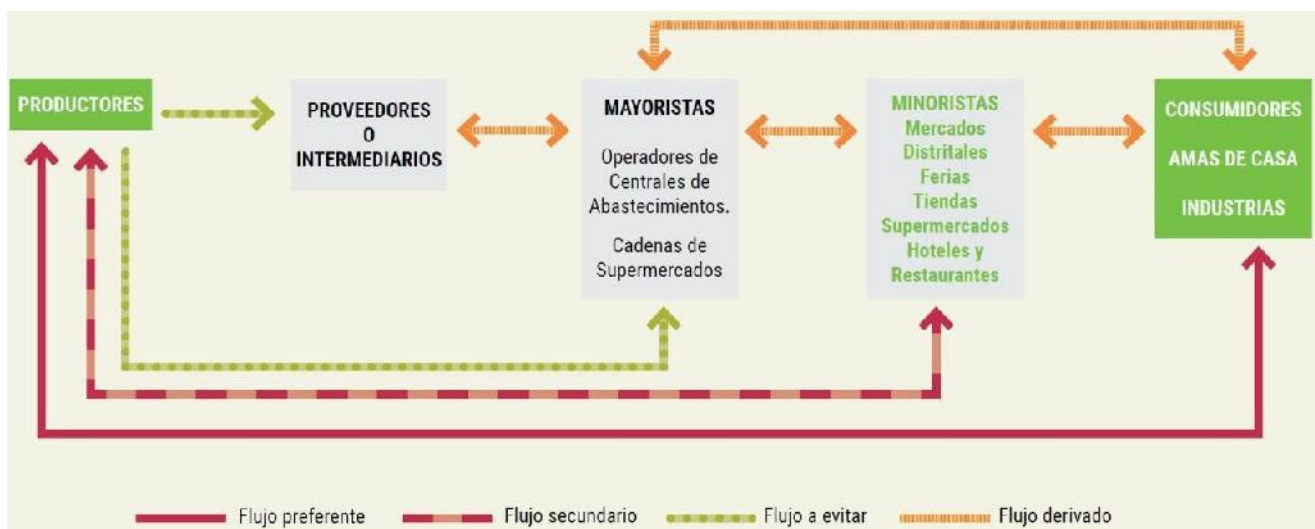 PRODUCTORES
PROVEEDORES
O
INTERMEDIARIOS
MAYORISTAS
Operadores de
Centrales de
Abastecimientos.
Cadenas de
Supermercados
MINORISTAS
Mercados
Distritales
Ferias
Tiendas
Supermercados
Hoteles y
Restaurantes
CONSUMIDORES
AMAS DE CASA
INDUSTRIAS
Flujo preferente
Flujo secundario
Flujo a evitar
Flujo derivado